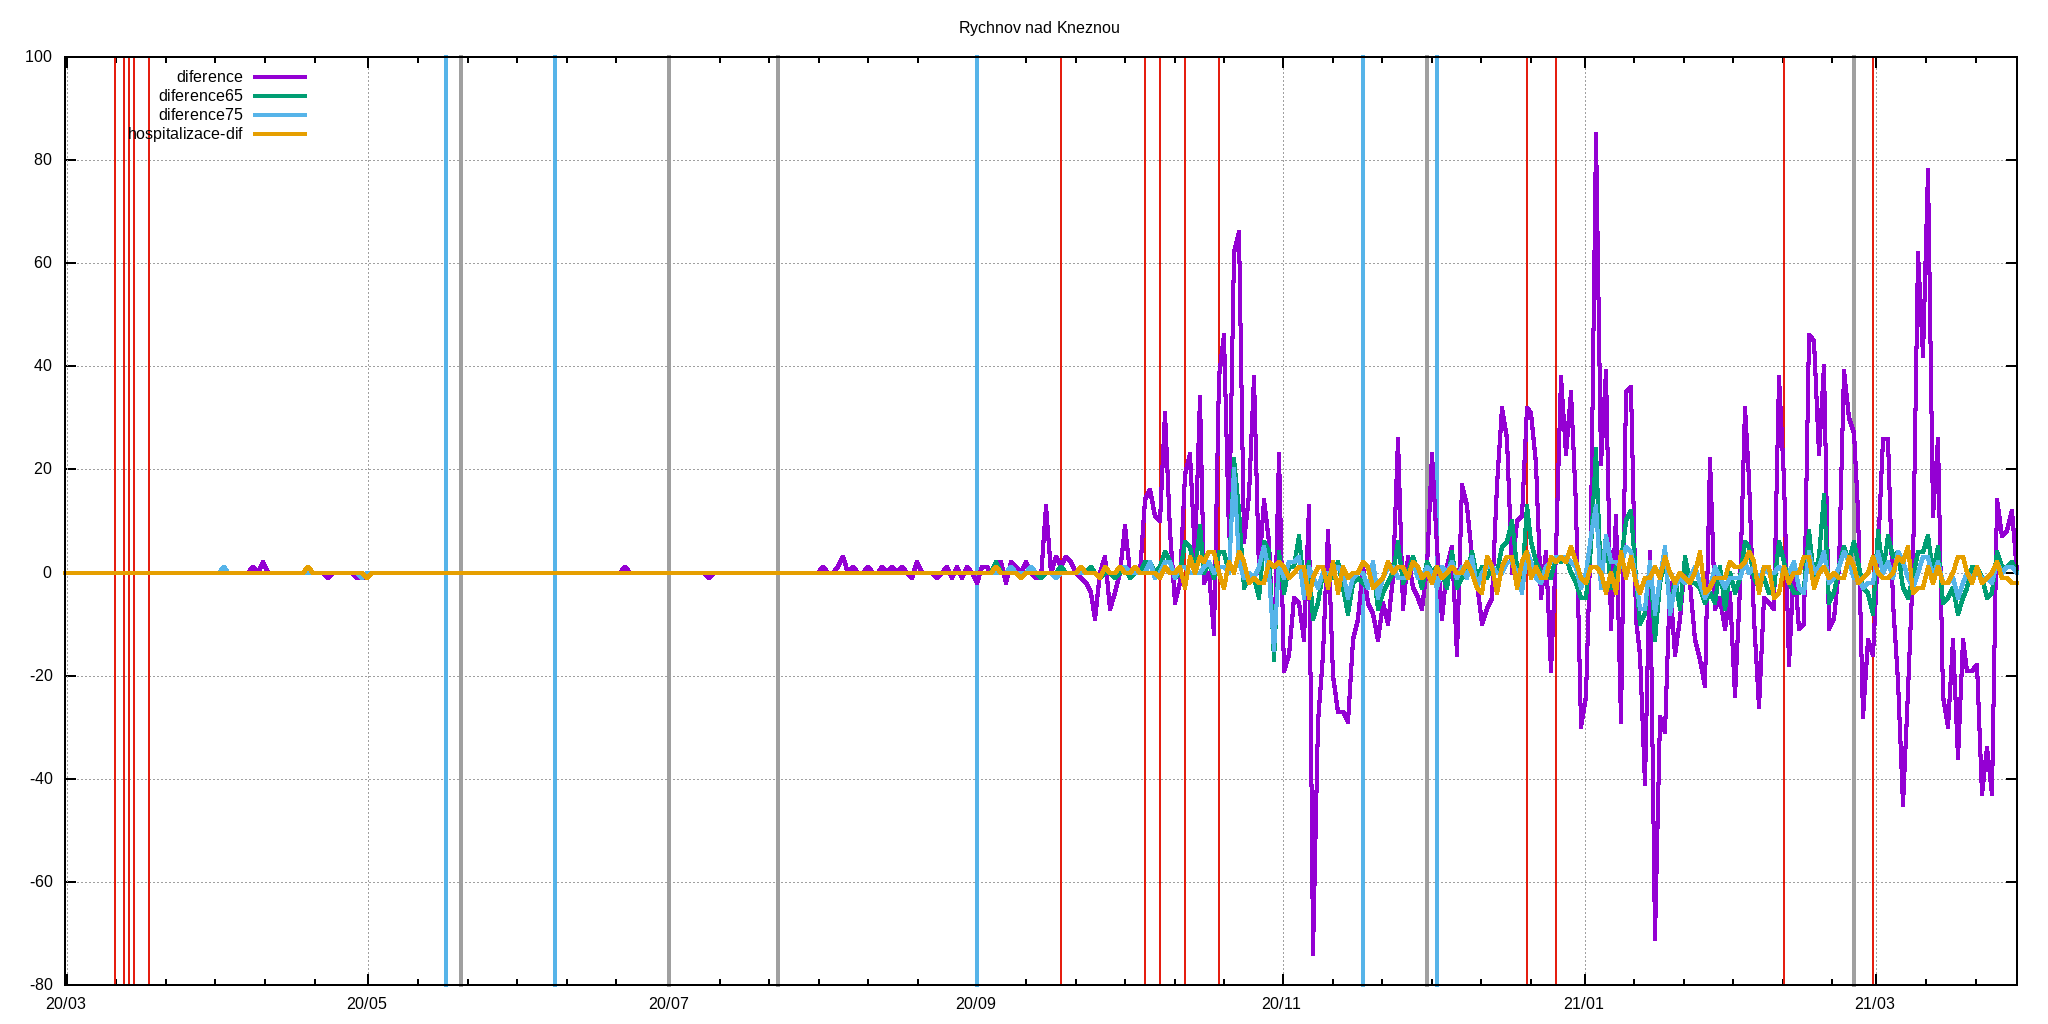 Rychnov nad Kneznou
100
80
60
40
20
0
-20
-40
-60
-80
diference
diference65
diference75
hospitalizace-dif
20/03 20/05 20/07 20/09 20/11 21/01 21/03